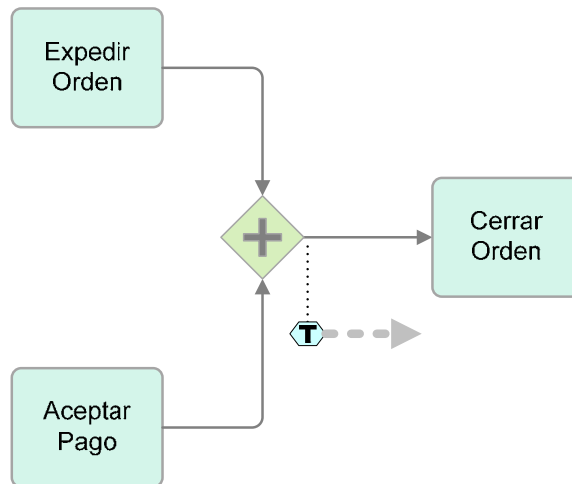 Expedir
Orden
Cerrar
Orden
T
Aceptar
Pago